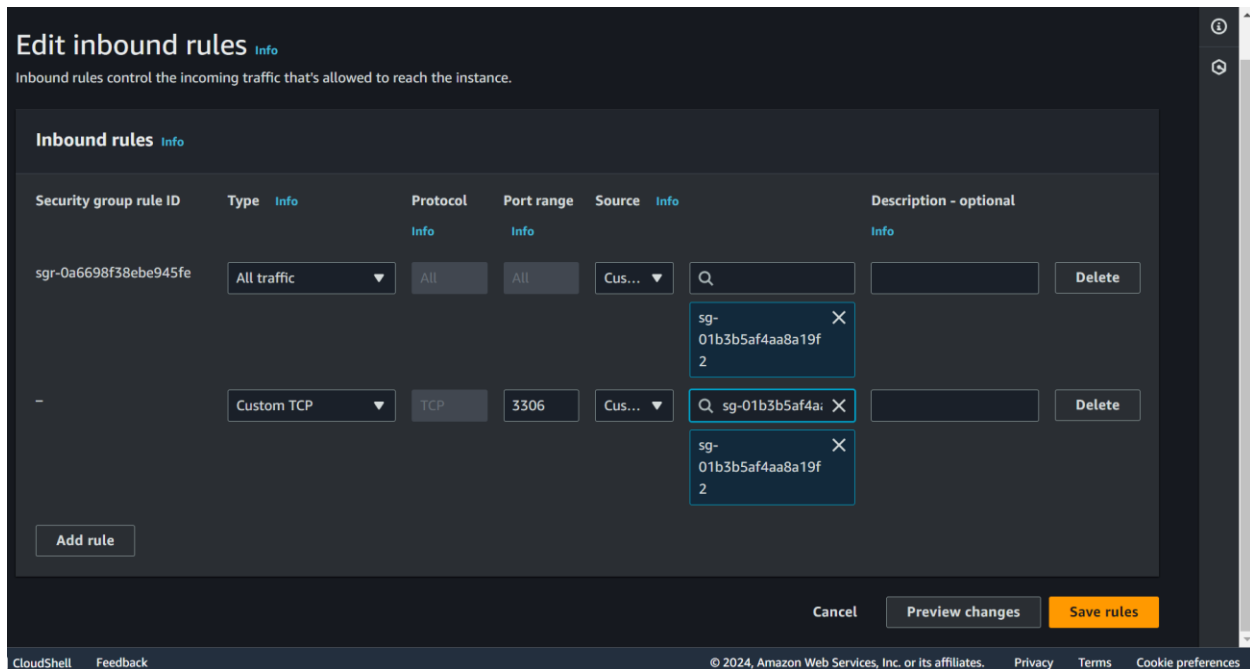 Edit inbound rules Info
Inbound rules control the incoming traffic that's allowed to reach the instance.
Inbound rules Info
Security group rule ID Type Info Protocol Port range Source Info Description - optional
Info Info Info
sgr-0a6698f38ebe945fe All traffic All All Cus... Delete
sg-
01b3b5af4aa8a19f
2
– Custom TCP TCP 3306 Cus... sg-01b3b5af4a Delete
sg-
01b3b5af4aa8a19f
2
Add rule
Cancel Preview changes Save rules
CloudShell Feedback © 2024, Amazon Web Services, Inc. or its affiliates. Privacy Terms Cookie preferences